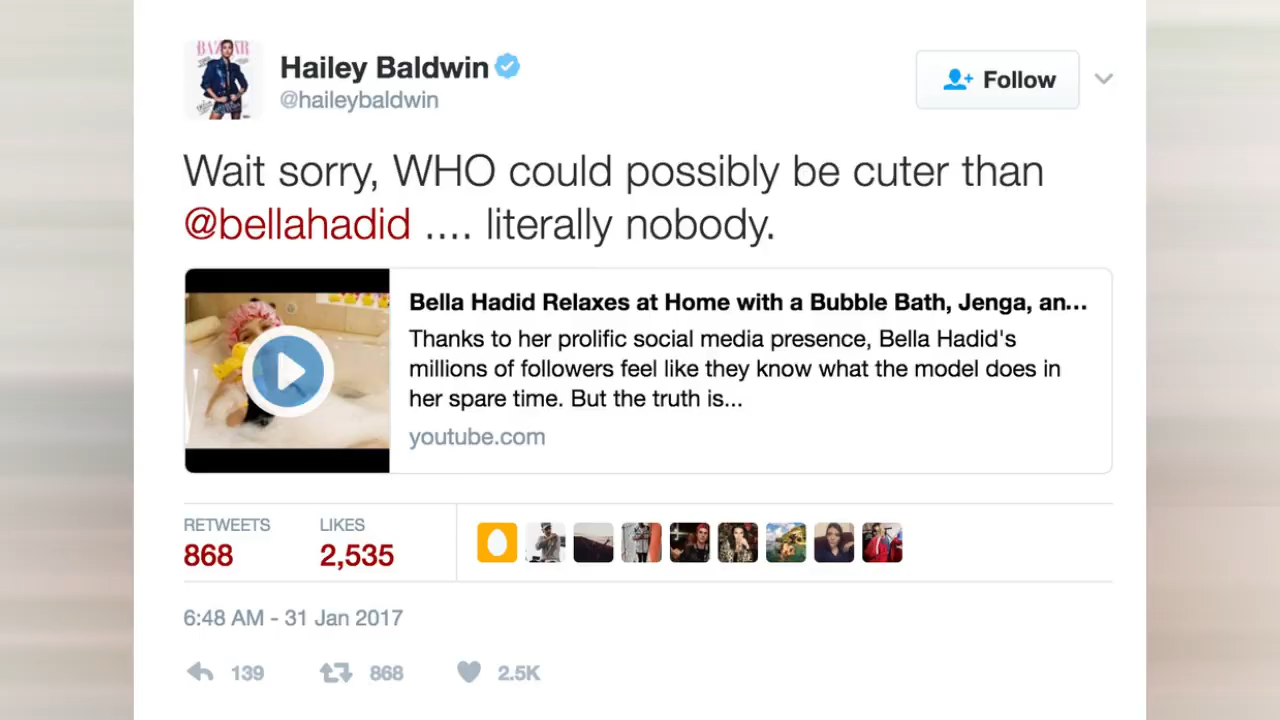 BAZAAR
Hailey Baldwin
@haileybaldwin
Follow
Wait sorry, WHO could possibly be cuter than
@bellahadid .... literally nobody.
Bella Hadid Relaxes at Home with a Bubble Bath, Jenga, an...
Thanks to her prolific social media presence, Bella Hadid's
millions of followers feel like they know what the model does in
her spare time. But the truth is...
youtube.com
RETWEETS
LIKES
868
2,535
6:48 AM - 31 Jan 2017
139
868
2.5K